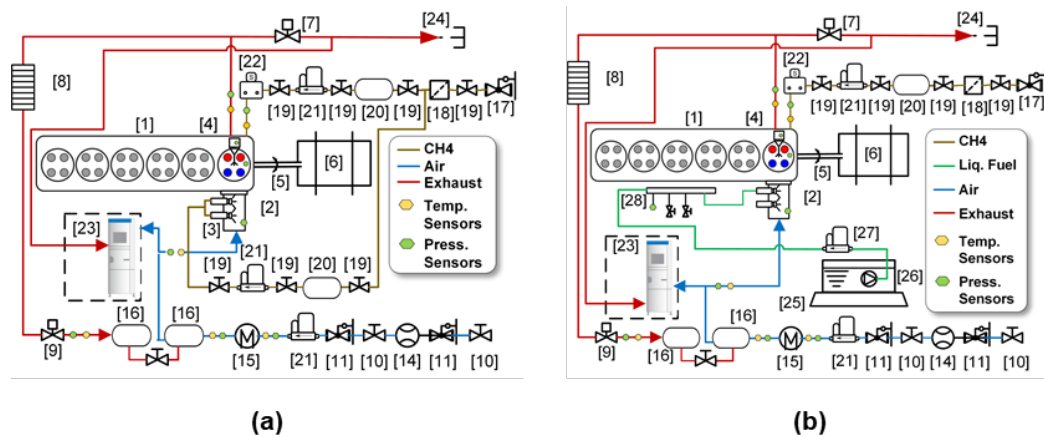 [7] [24]
[8] [22]
[19] [21] [19] [20] [19] [18] [19] [17]
[1] [4]
[6]
[5]
[2]
[3]
[23] [21]
[19] [19] [20] [19]
CH4
Air
Exhaust
Temp.
Sensors
Press.
Sensors
[16] [16]
[9] [15] [21] [11] [10] [14] [11] [10]
M
(a)
[7] [24]
[8] [22]
[19] [21] [19] [20] [19] [18] [19] [17]
[1] [4]
[6]
[5]
[2]
[28]
[23] [27]
[26]
[25]
CH4
Liq. Fuel
Air
Exhaust
Temp.
Sensors
Press.
Sensors
[16] [16]
[9] [15] [21] [11] [10] [14] [11] [10]
M
(b)